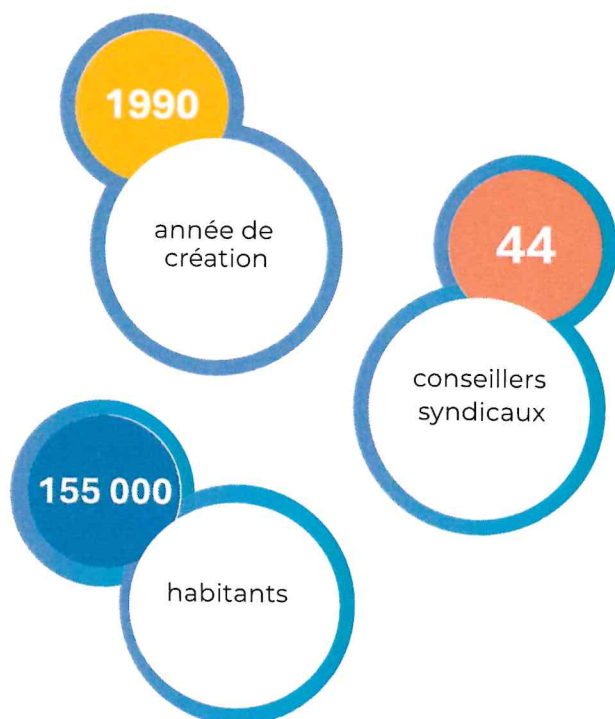 1990
année de
création
44
conseillers
syndicaux
155 000
habitants